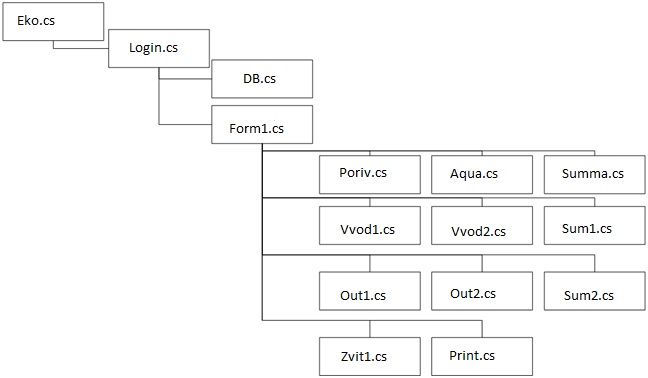 Eko.cs
Login.cs
DB.cs
Form1.cs
Poriv.cs Aqua.cs Summa.cs
Vvod1.cs Vvod2.cs Sum1.cs
Out1.cs Out2.cs Sum2.cs
Zvit1.cs Print.cs